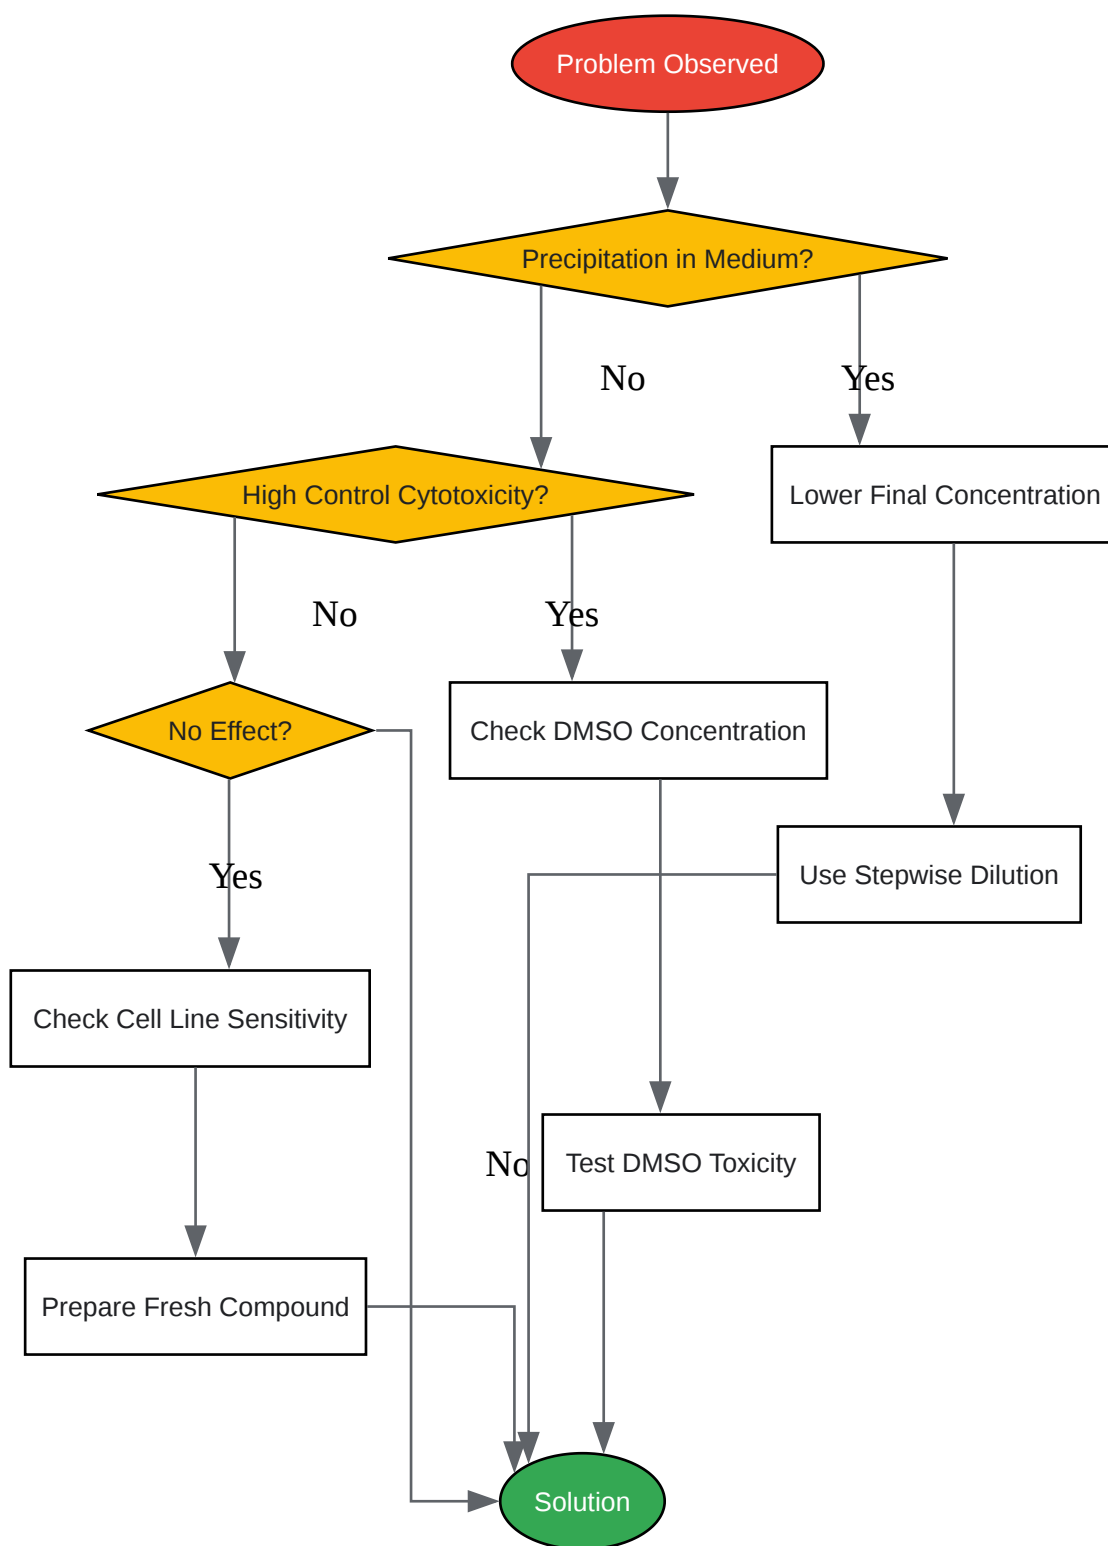 Problem Observed
Precipitation in Medium?
No
Yes
High Control Cytotoxicity?
Lower Final Concentration
No
Yes
No Effect?
Check DMSO Concentration
Yes
Use Stepwise Dilution
Check Cell Line Sensitivity
No
Test DMSO Toxicity
Prepare Fresh Compound
Solution